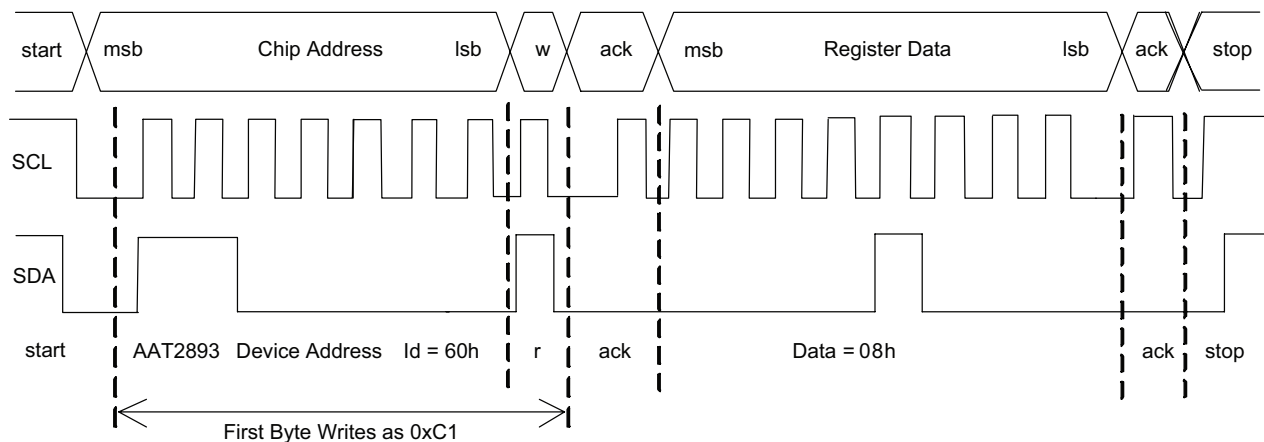 start msb Chip Address lsb w ack msb Register Data lsb ack stop
SCL
SDA
start AAT2893 Device Address Id = 60h r ack Data = 08h ack stop
First Byte Writes as 0xC1